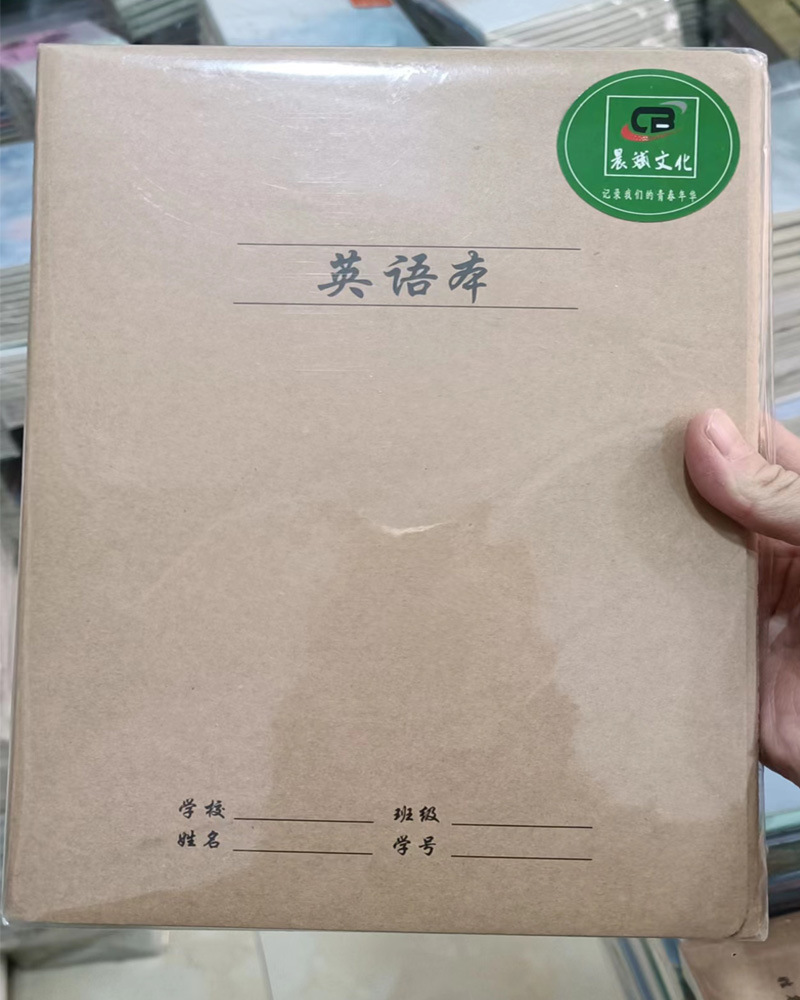 CB
晨斌文化
记录我们的青春年华
英语本
学校 班级
姓名 学号